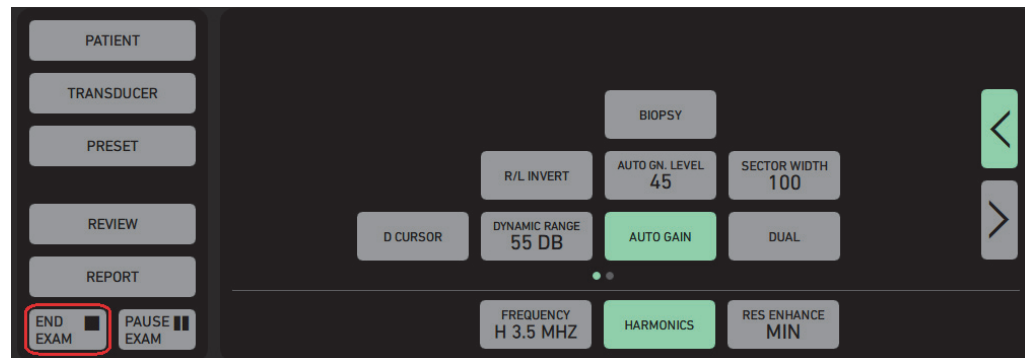 PATIENT
TRANSDUCER
PRESET
REVIEW
REPORT
END
EXAM
PAUSE
EXAM
BIOPSY
R/L INVERT
AUTO GN. LEVEL
45
SECTOR WIDTH
100
D CURSOR
DYNAMIC RANGE
55 DB
AUTO GAIN
DUAL
FREQUENCY
H 3.5 MHZ
HARMONICS
RES ENHANCE
MIN